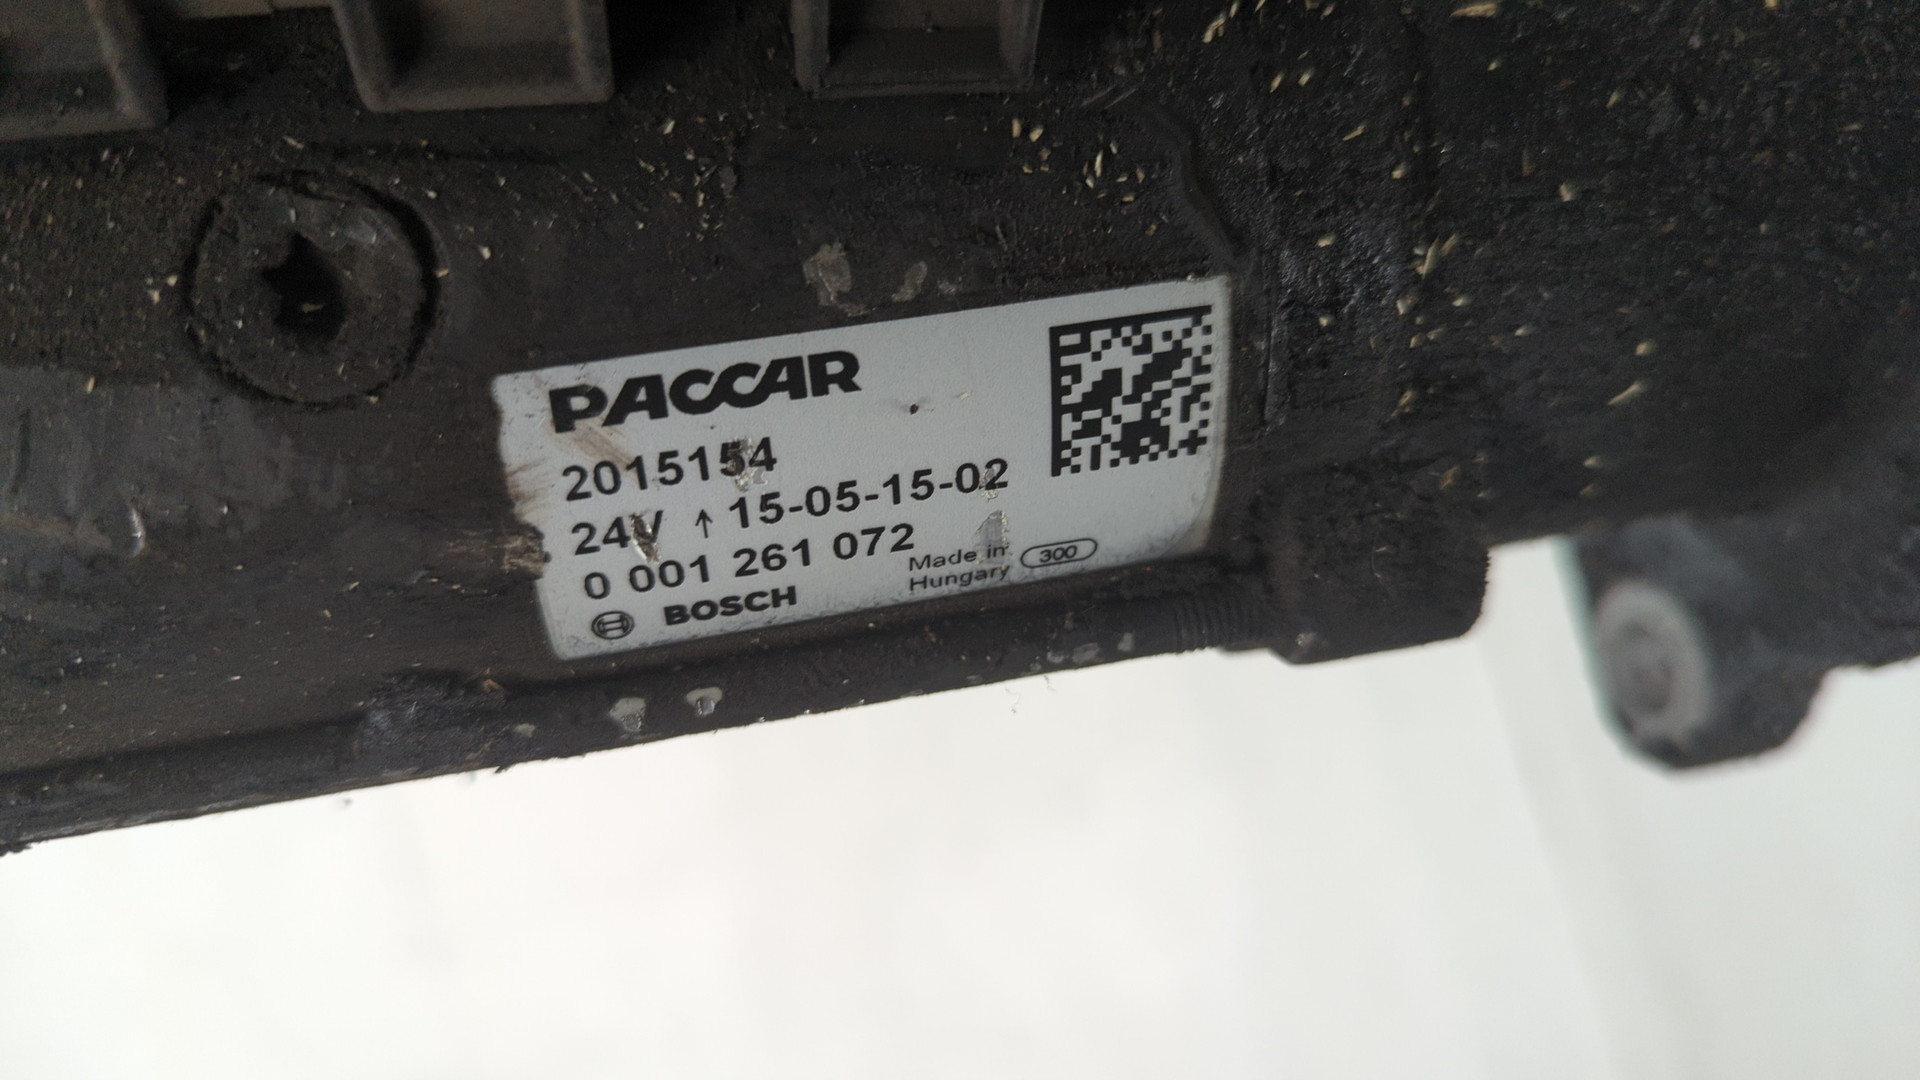 PACCAR
2015154
24V ↑ 15-05-15-02
0 001 261 072
BOSCH
Made in
Hungary
300